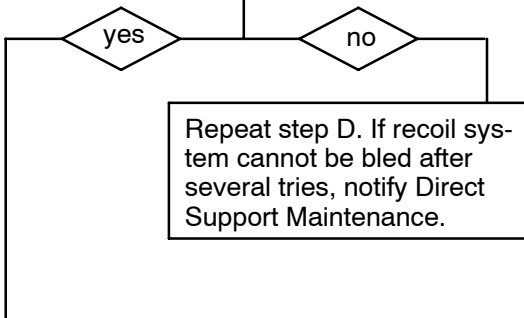 yes
no
Repeat step D. If recoil sys-
tem cannot be bled after
several tries, notify Direct
Support Maintenance.